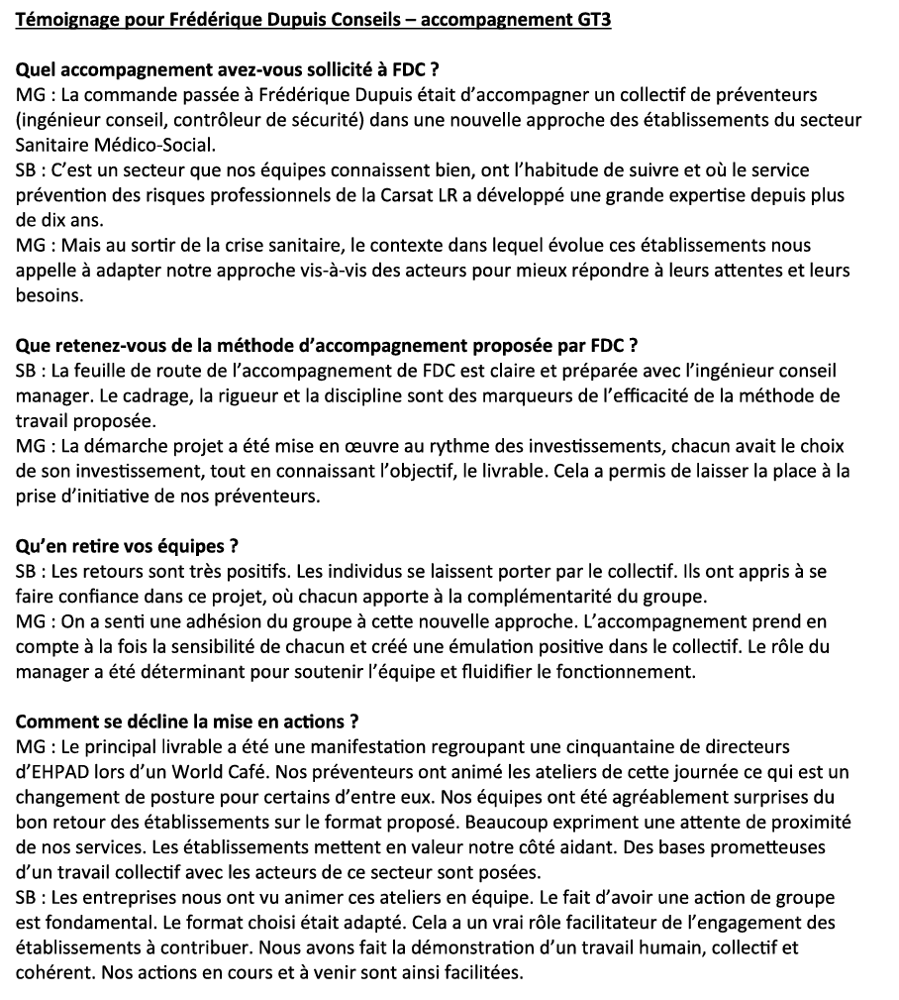 Témoignage pour Frédérique Dupuis Conseils – accompagnement GT3
Quel accompagnement avez-vous sollicité à FDC ?
MG : La commande passée à Frédérique Dupuis était d’accompagner un collectif de préventeurs
(ingénieur conseil, contrôleur de sécurité) dans une nouvelle approche des établissements du secteur
Sanitaire Médico-Social.
SB : C’est un secteur que nos équipes connaissent bien, ont l’habitude de suivre et où le service
prévention des risques professionnels de la Carsat LR a développé une grande expertise depuis plus
de dix ans.
MG : Mais au sortir de la crise sanitaire, le contexte dans lequel évolue ces établissements nous
appelle à adapter notre approche vis-à-vis des acteurs pour mieux répondre à leurs attentes et leurs
besoins.
Que retenez-vous de la méthode d’accompagnement proposée par FDC ?
SB : La feuille de route de l’accompagnement de FDC est claire et préparée avec l’ingénieur conseil
manager. Le cadrage, la rigueur et la discipline sont des marqueurs de l’efficacité de la méthode de
travail proposée.
MG : La démarche projet a été mise en œuvre au rythme des investissements, chacun avait le choix
de son investissement, tout en connaissant l’objectif, le livrable. Cela a permis de laisser la place à la
prise d’initiative de nos préventeurs.
Qu’en retire vos équipes ?
SB : Les retours sont très positifs. Les individus se laissent porter par le collectif. Ils ont appris à se
faire confiance dans ce projet, où chacun apporte à la complémentarité du groupe.
MG : On a senti une adhésion du groupe à cette nouvelle approche. L’accompagnement prend en
compte à la fois la sensibilité de chacun et créé une émulation positive dans le collectif. Le rôle du
manager a été déterminant pour soutenir l’équipe et fluidifier le fonctionnement.
Comment se décline la mise en actions ?
MG : Le principal livrable a été une manifestation regroupant une cinquantaine de directeurs
d’EHPAD lors d’un World Café. Nos préventeurs ont animé les ateliers de cette journée ce qui est un
changement de posture pour certains d’entre eux. Nos équipes ont été agréablement surprises du
bon retour des établissements sur le format proposé. Beaucoup expriment une attente de proximité
de nos services. Les établissements mettent en valeur notre côté aidant. Des bases prometteuses
d’un travail collectif avec les acteurs de ce secteur sont posées.
SB : Les entreprises nous ont vu animer ces ateliers en équipe. Le fait d’avoir une action de groupe
est fondamental. Le format choisi était adapté. Cela a un vrai rôle facilitateur de l’engagement des
établissements à contribuer. Nous avons fait la démonstration d’un travail humain, collectif et
cohérent. Nos actions en cours et à venir sont ainsi facilitées.